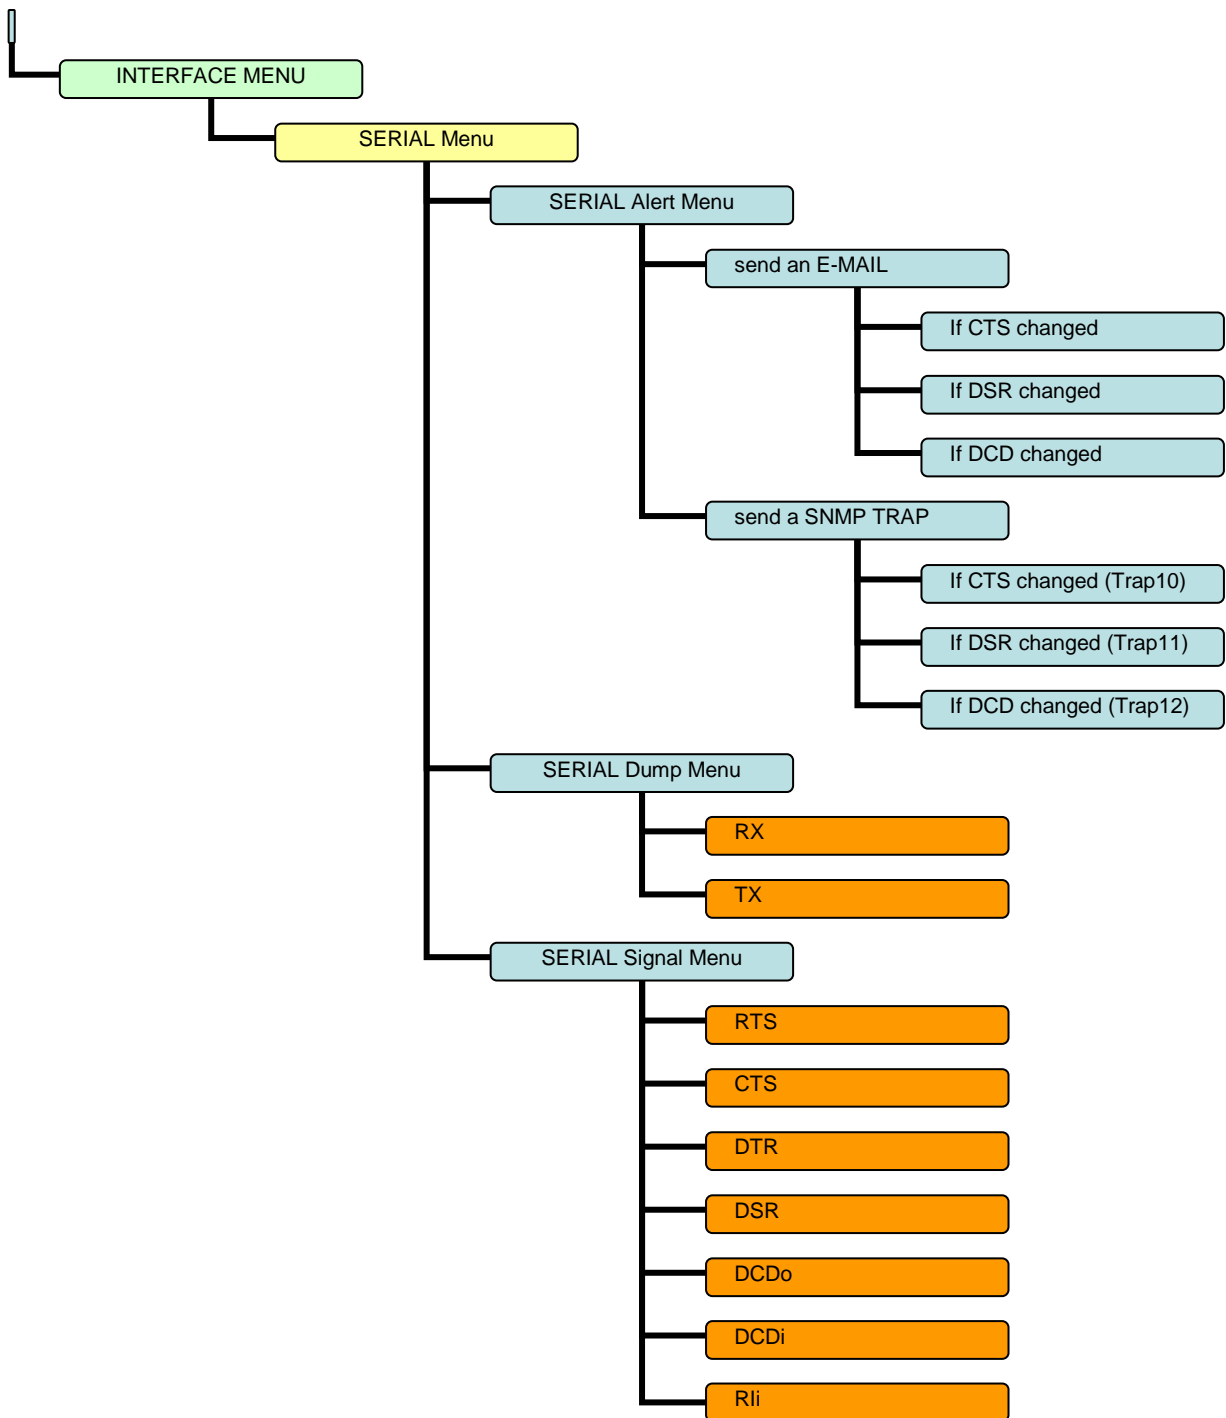 INTERFACE MENU
SERIAL Menu
SERIAL Alert Menu
send an E-MAIL
If CTS changed
If DSR changed
If DCD changed
send a SNMP TRAP
If CTS changed (Trap10)
If DSR changed (Trap11)
If DCD changed (Trap12)
SERIAL Dump Menu
RX
TX
SERIAL Signal Menu
RTS
CTS
DTR
DSR
DCDo
DCDi
RIi